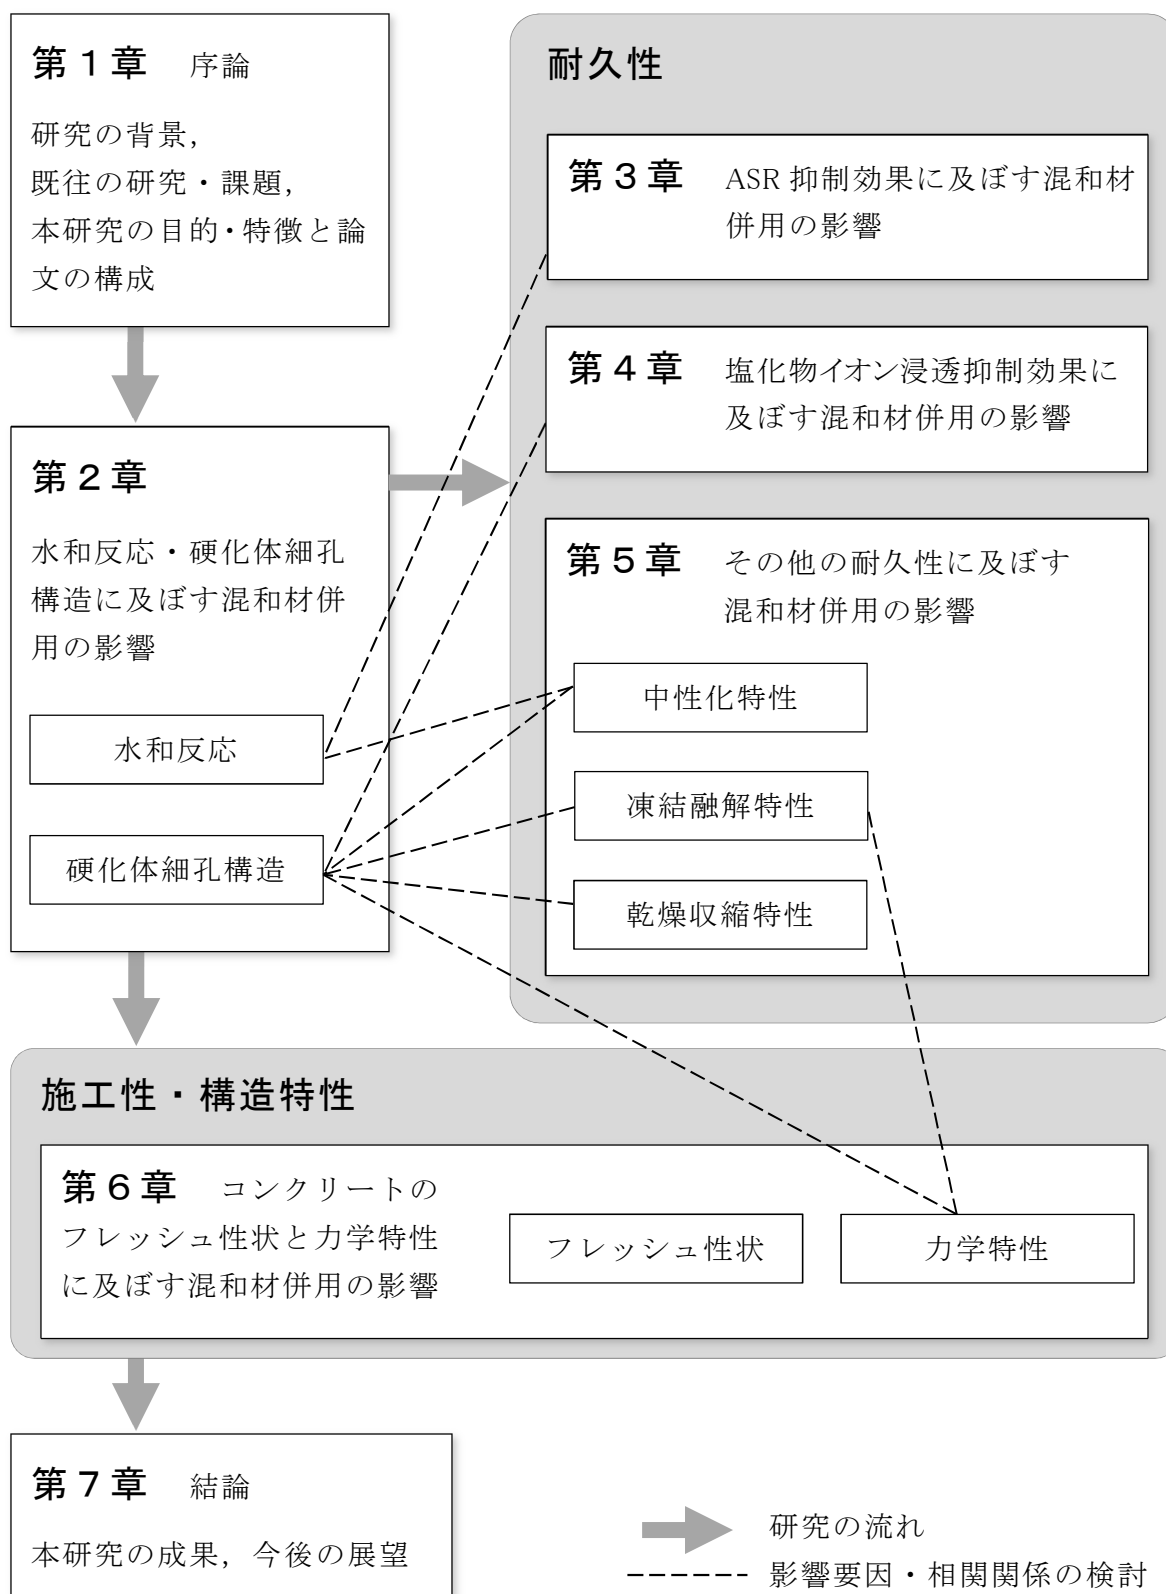 第1章 序論
研究の背景，
既往の研究・課題，
本研究の目的・特徴と論
文の構成
第2章
水和反応・硬化体細孔
構造に及ぼす混和材併
用の影響
水和反応
硬化体細孔構造
耐久性
第3章 ASR 抑制効果に及ぼす混和材
併用の影響
第4章 塩化物イオン浸透抑制効果に
及ぼす混和材併用の影響
第5章 その他の耐久性に及ぼす
混和材併用の影響
中性化特性
凍結融解特性
乾燥収縮特性
施工性・構造特性
第6章 コンクリートの
フレッシュ性状と力学特性
に及ぼす混和材併用の影響
フレッシュ性状
力学特性
第7章 結論
本研究の成果，今後の展望
研究の流れ
影響要因・相関関係の検討